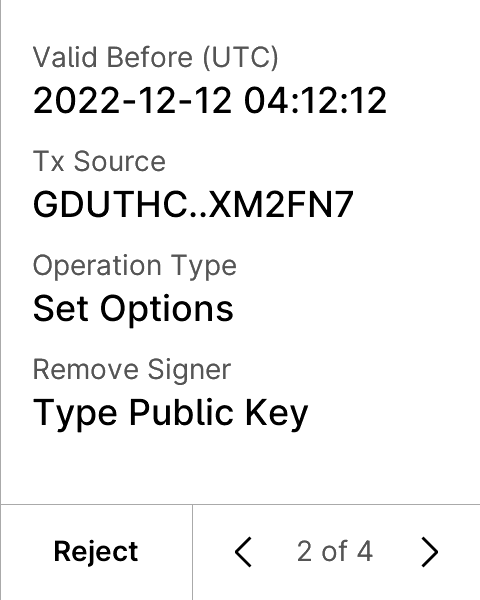 Valid Before (UTC)
2022-12-12 04:12:12
Tx Source
GDUTHC..XM2FN7
Operation Type
Set Options
Remove Signer
Type Public Key
Reject
2 of 4